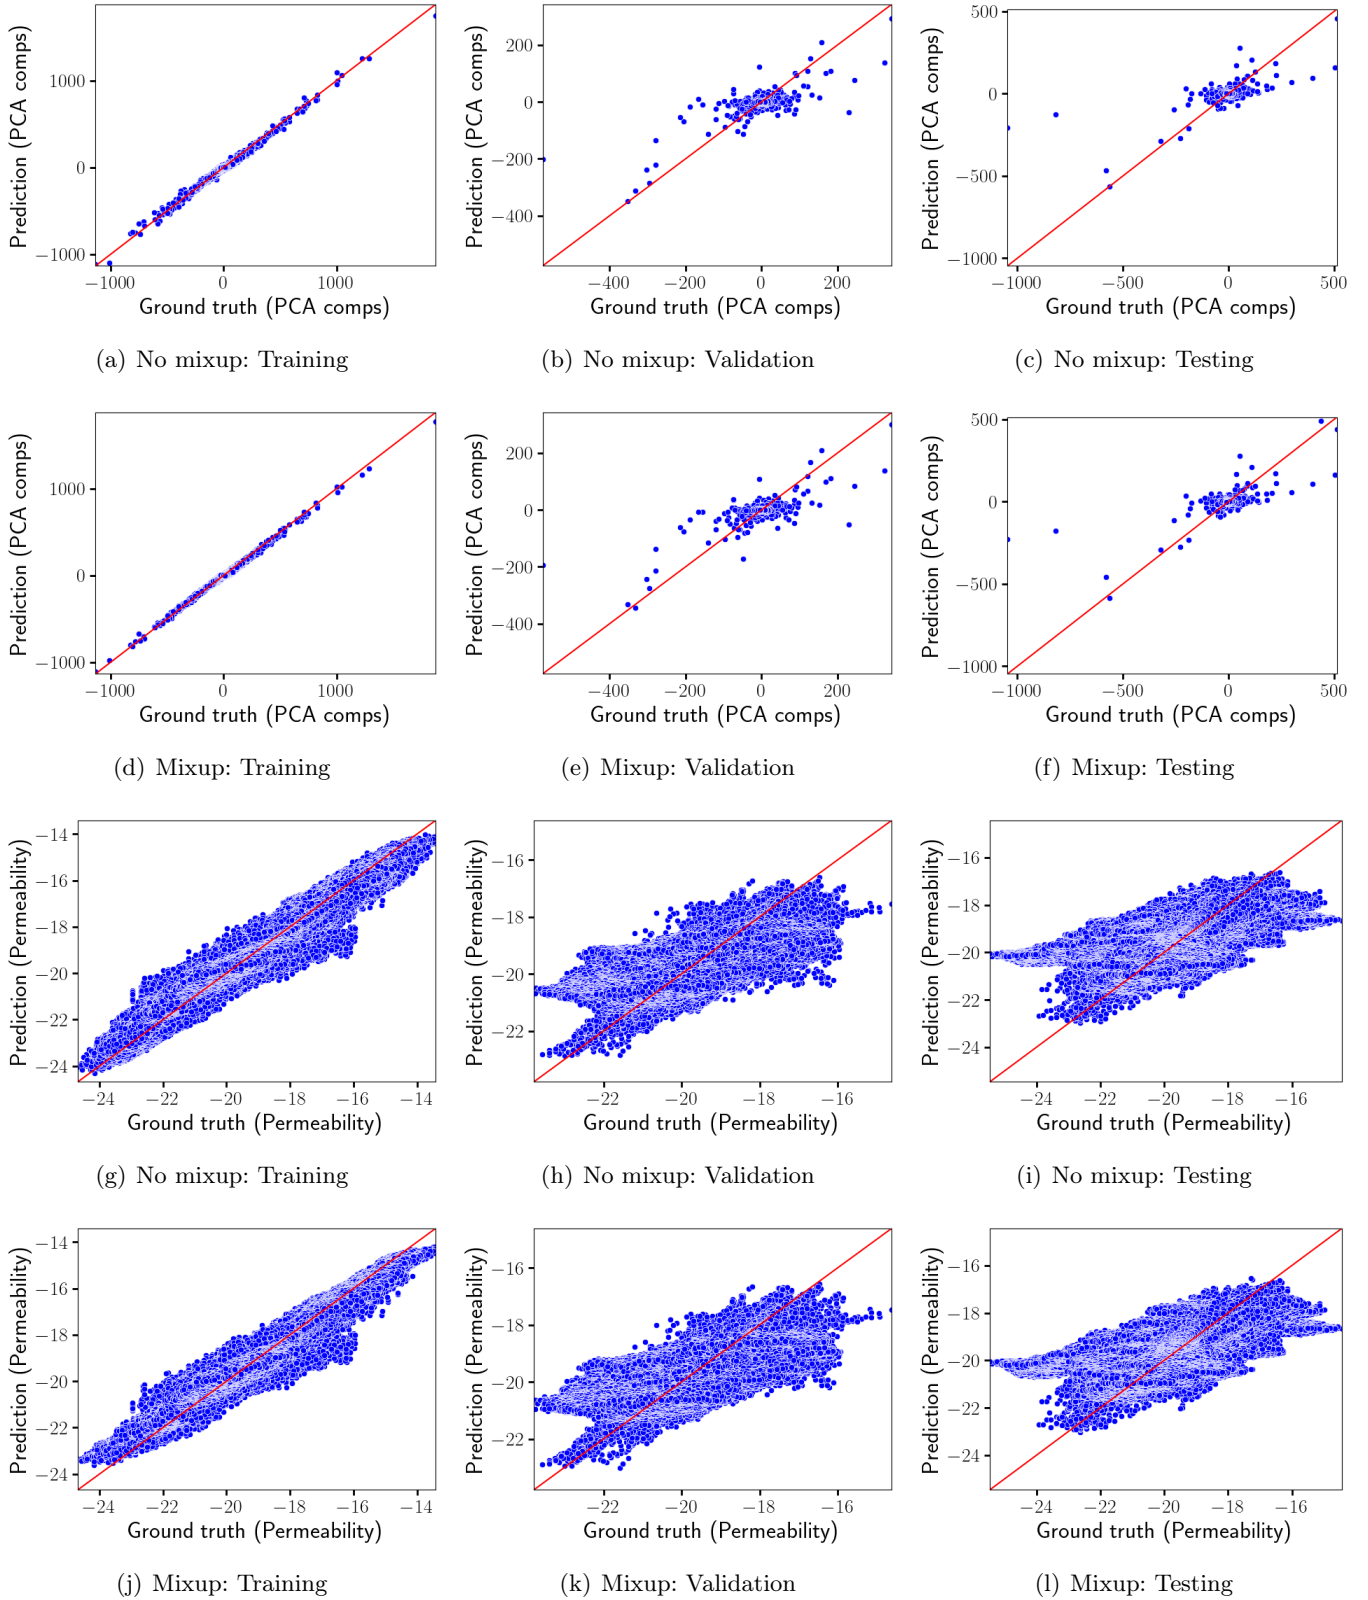 Prediction (PCA comps)
1000
0
−1000
−1000 0 1000
Ground truth (PCA comps)
(a) No mixup: Training
Prediction (PCA comps)
200
0
−200
−400
−400 −200 0 200
Ground truth (PCA comps)
(b) No mixup: Validation
Prediction (PCA comps)
500
0
−500
−1000
−1000 −500 0 500
Ground truth (PCA comps)
(c) No mixup: Testing
Prediction (PCA comps)
1000
0
−1000
−1000 0 1000
Ground truth (PCA comps)
(d) Mixup: Training
Prediction (PCA comps)
200
0
−200
−400
−400 −200 0 200
Ground truth (PCA comps)
(e) Mixup: Validation
Prediction (PCA comps)
500
0
−500
−1000
−1000 −500 0 500
Ground truth (PCA comps)
(f) Mixup: Testing
Prediction (Permeability)
−14
−16
−18
−20
−22
−24
−24 −22 −20 −18 −16 −14
Ground truth (Permeability)
(g) No mixup: Training
Prediction (Permeability)
−16
−18
−20
−22
−22 −20 −18 −16
Ground truth (Permeability)
(h) No mixup: Validation
Prediction (Permeability)
−16
−18
−20
−22
−24
−24 −22 −20 −18 −16
Ground truth (Permeability)
(i) No mixup: Testing
Prediction (Permeability)
−14
−16
−18
−20
−22
−24
−24 −22 −20 −18 −16 −14
Ground truth (Permeability)
(j) Mixup: Training
Prediction (Permeability)
−16
−18
−20
−22
−22 −20 −18 −16
Ground truth (Permeability)
(k) Mixup: Validation
Prediction (Permeability)
−16
−18
−20
−22
−24
−24 −22 −20 −18 −16
Ground truth (Permeability)
(l) Mixup: Testing